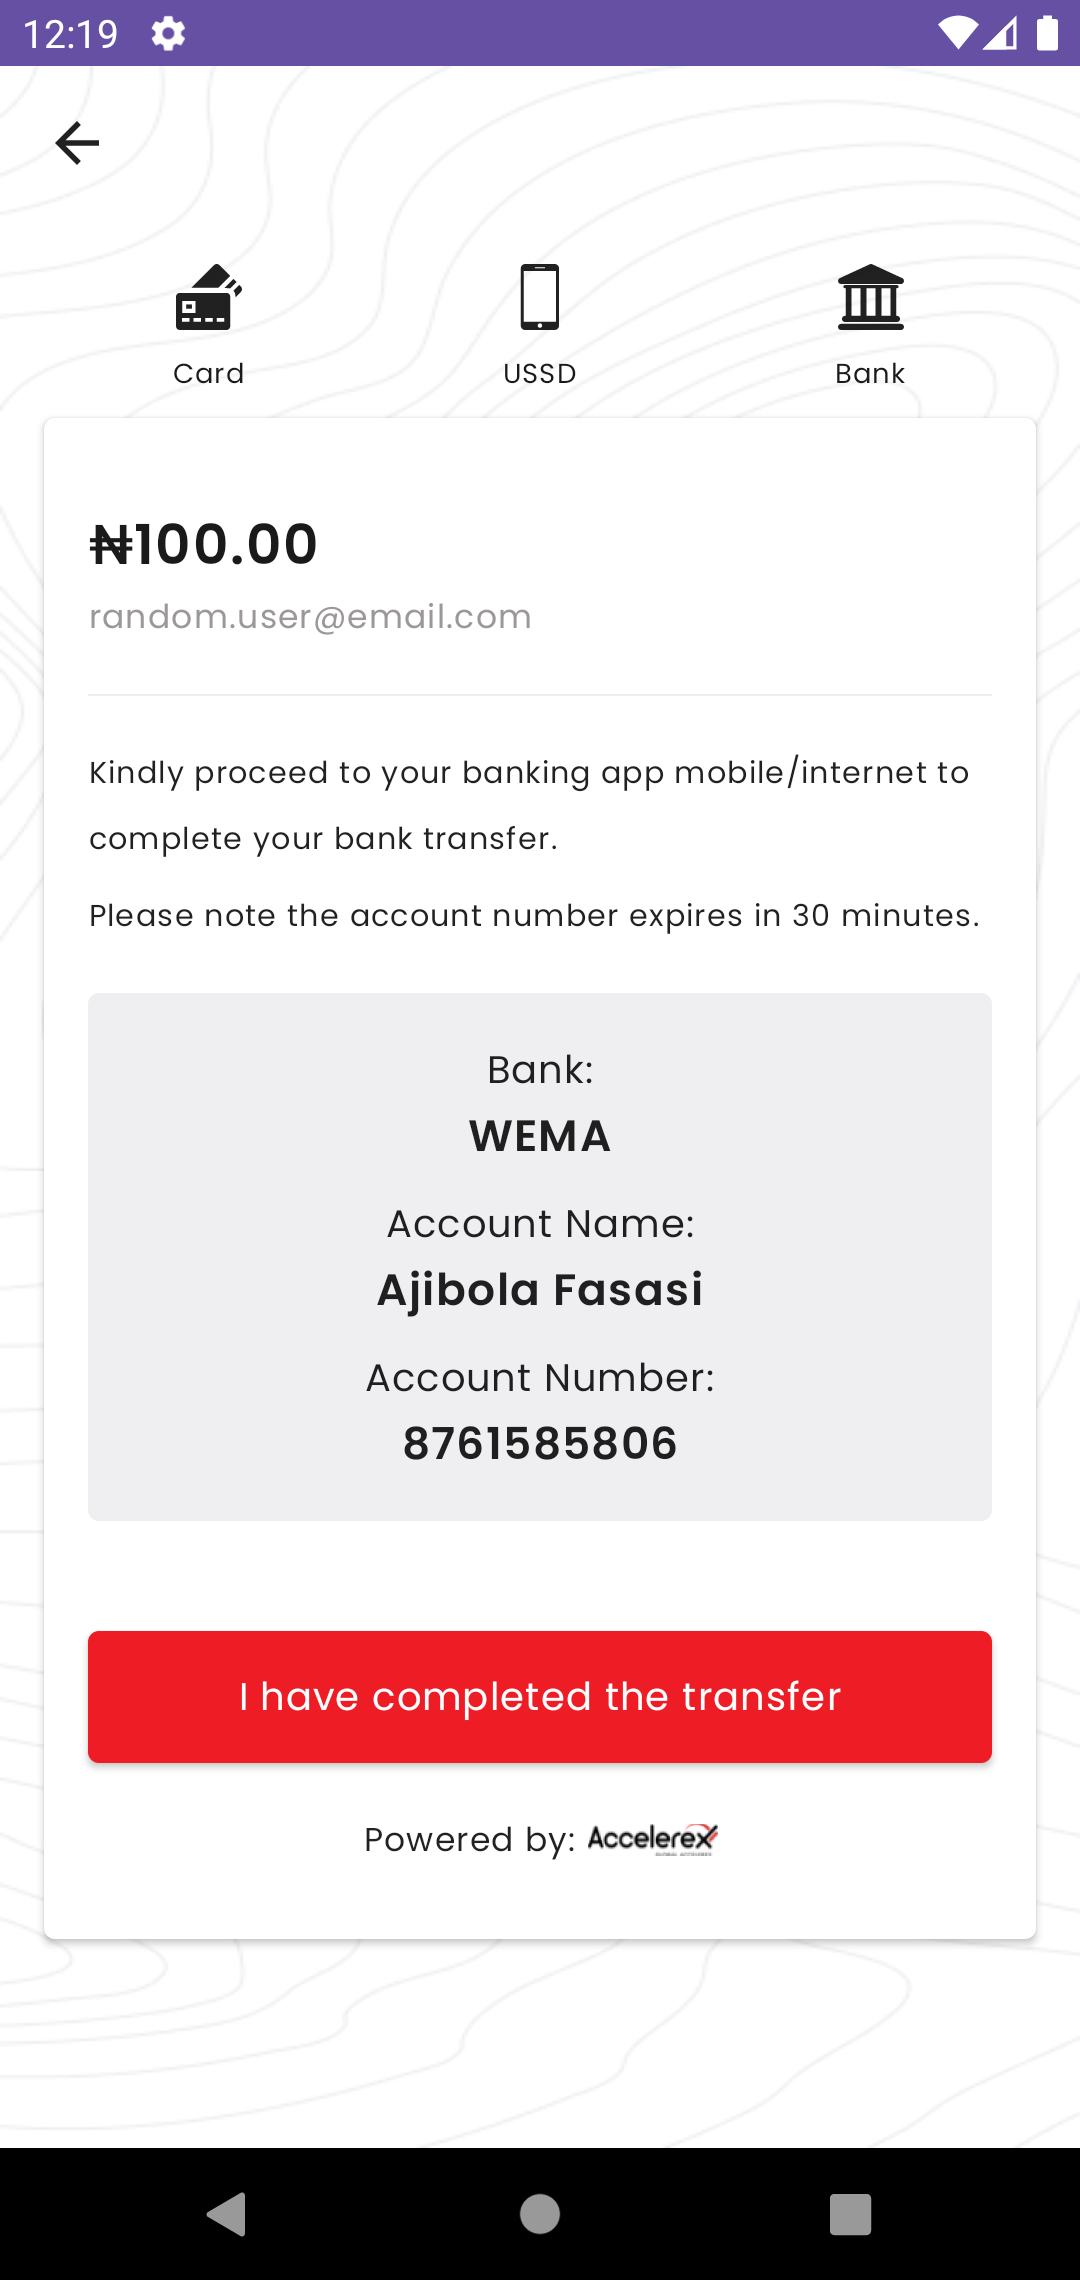 12:19
Card
USSD
Bank
₦100.00
random.user@email.com
Kindly proceed to your banking app mobile/internet to
complete your bank transfer.
Please note the account number expires in 30 minutes.
Bank:
WEMA
Account Name:
Ajibola Fasasi
Account Number:
8761585806
I have completed the transfer
Powered by: Accelerex
GLOBAL ACCELEREX